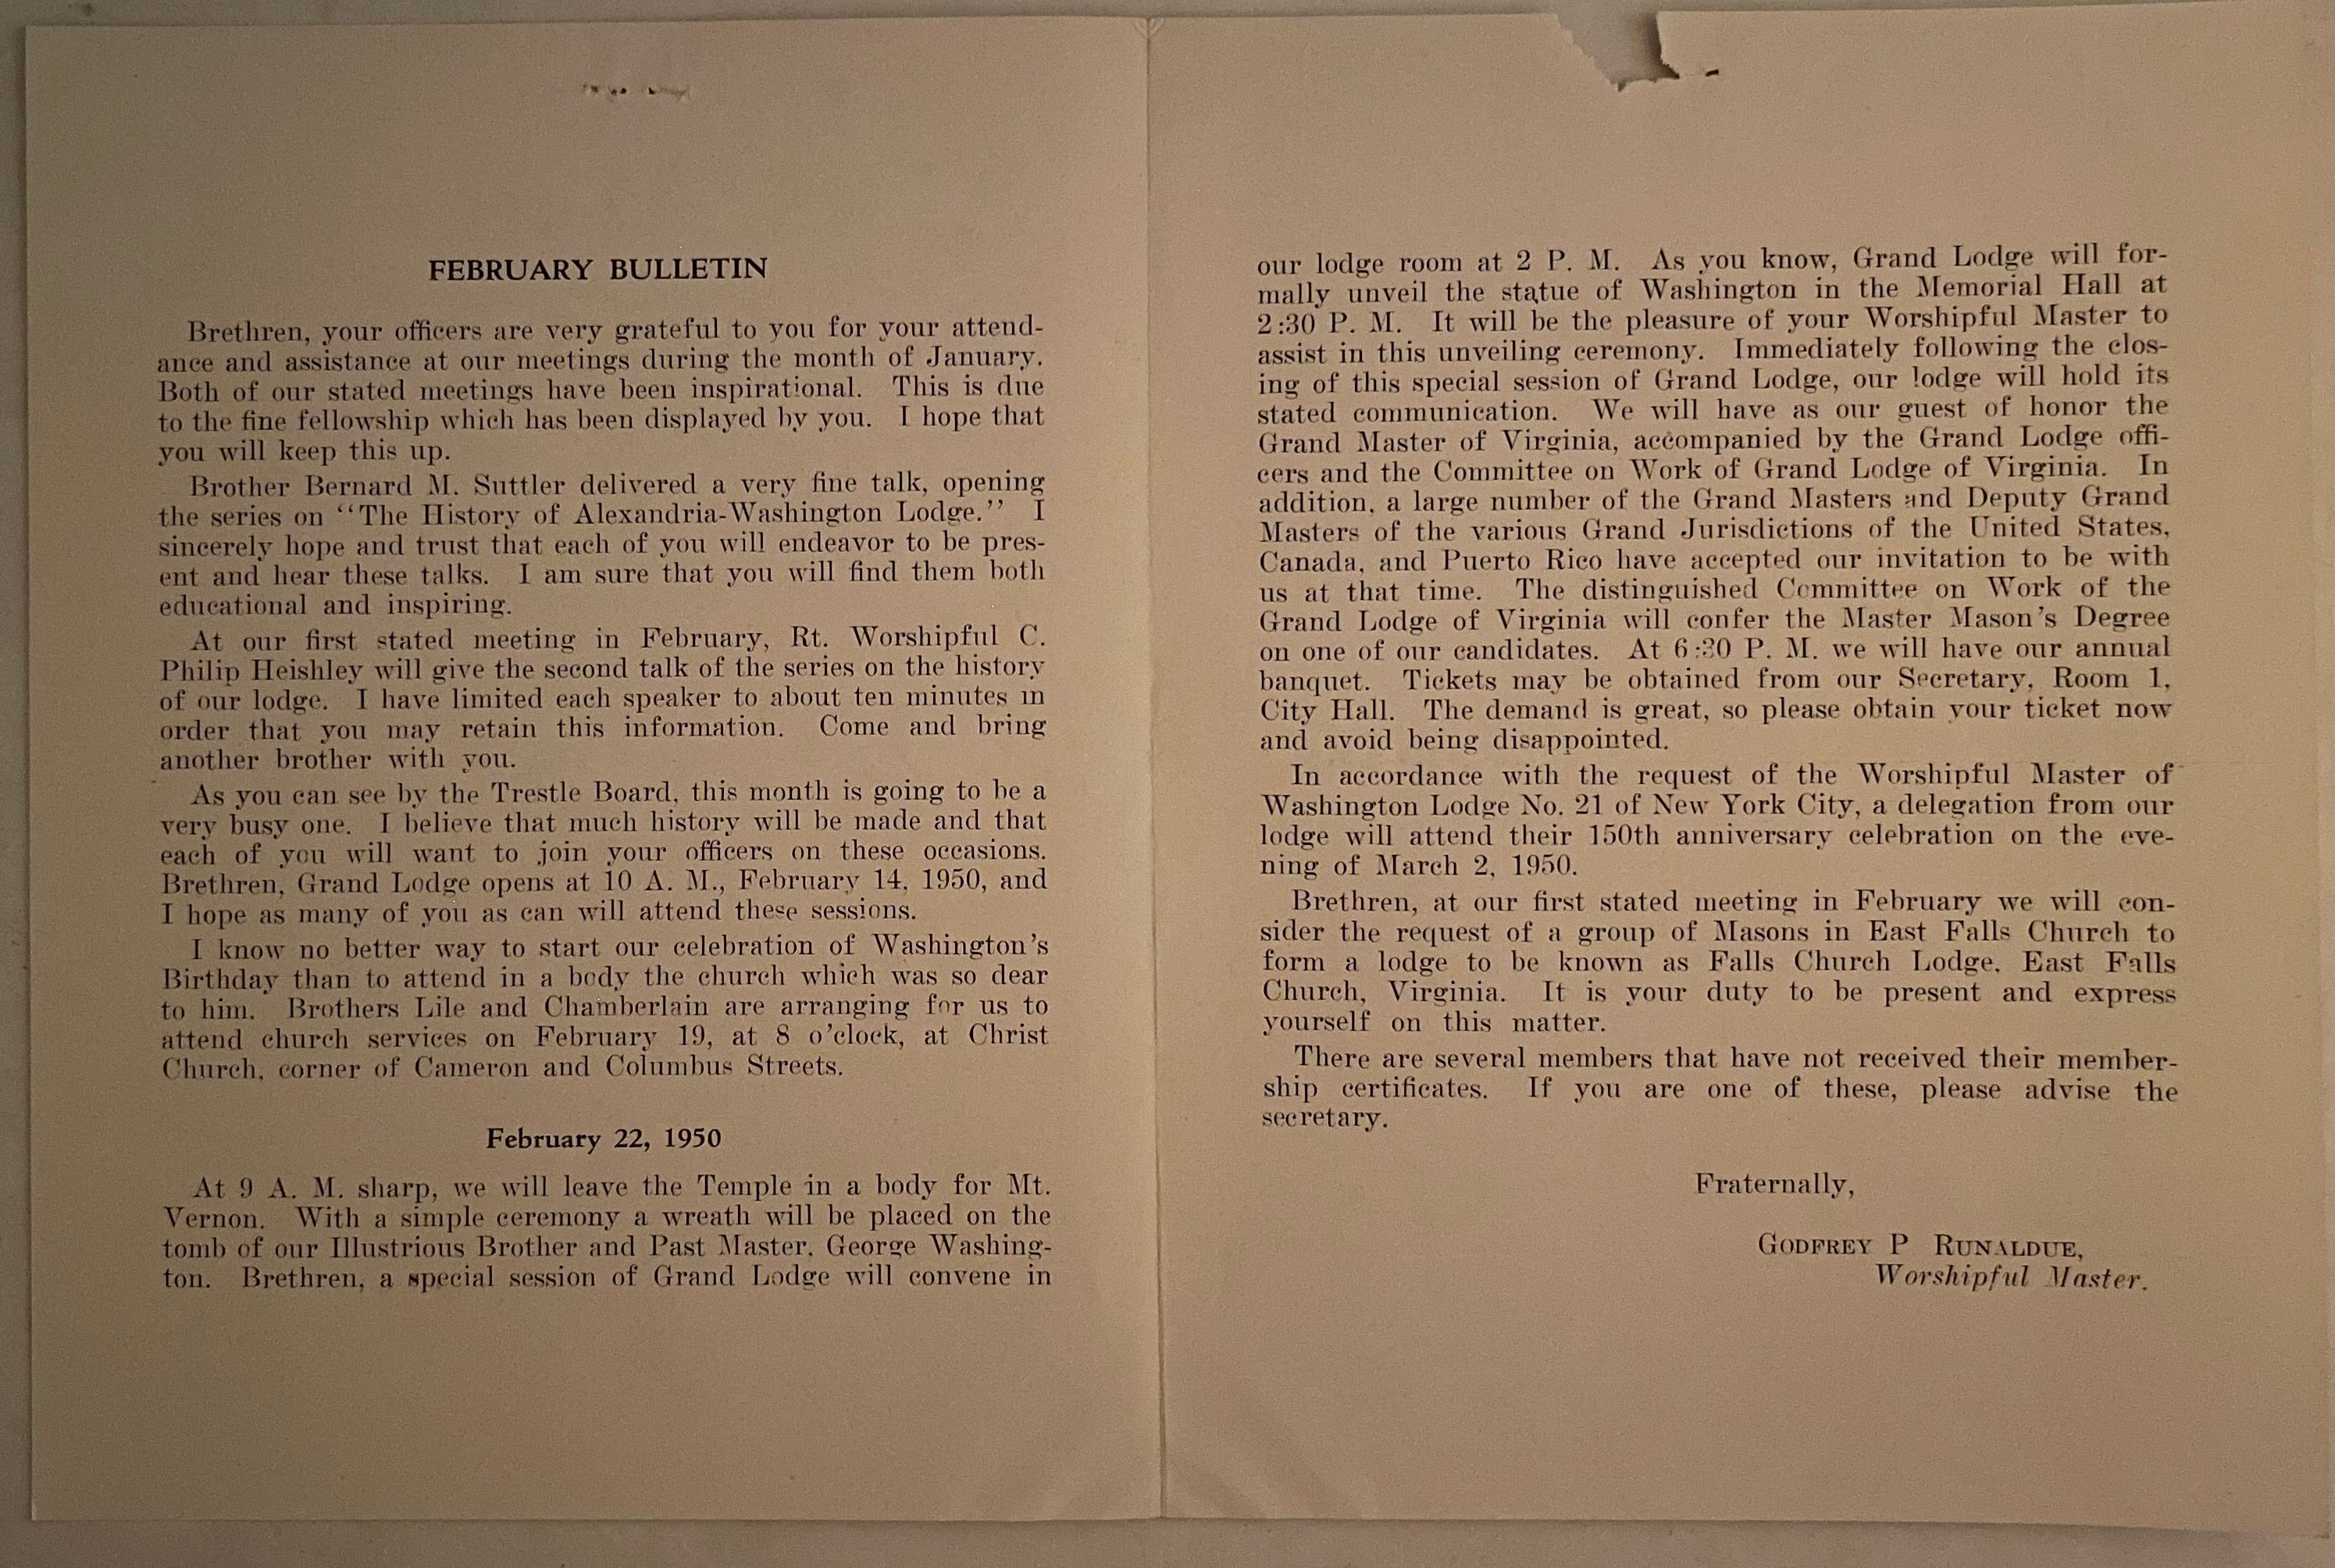 FEBRUARY BULLETIN
Brethren, your officers are very grateful to you for your attend-
ance and assistance at our meetings during the month of January.
Both of our stated meetings have been inspirational. This is due
to the fine fellowship which has been displayed by you. I hope that
you will keep this up.
Brother Bernard M. Suttler delivered a very fine talk, opening
the series on “The History of Alexandria-Washington Lodge.” I
sincerely hope and trust that each of you will endeavor to be pres-
ent and hear these talks. I am sure that you will find them both
educational and inspiring.
At our first stated meeting in February, Rt. Worshipful C.
Philip Heishley will give the second talk of the series on the history
of our lodge. I have limited each speaker to about ten minutes in
order that you may retain this information. Come and bring
another brother with you.
As you can see by the Trestle Board, this month is going to be a
very busy one. I believe that much history will be made and that
each of you will want to join your officers on these occasions.
Brethren, Grand Lodge opens at 10 A. M., February 14, 1950, and
I hope as many of you as can will attend these sessions.
I know no better way to start our celebration of Washington’s
Birthday than to attend in a body the church which was so dear
to him. Brothers Lile and Chamberlain are arranging for us to
attend church services on February 19, at 8 o’clock, at Christ
Church, corner of Cameron and Columbus Streets.
February 22, 1950
At 9 A. M. sharp, we will leave the Temple in a body for Mt.
Vernon. With a simple ceremony a wreath will be placed on the
tomb of our Illustrious Brother and Past Master, George Washing-
ton. Brethren, a special session of Grand Lodge will convene in
our lodge room at 2 P. M. As you know, Grand Lodge will for-
mally unveil the statue of Washington in the Memorial Hall at
2:30 P. M. It will be the pleasure of your Worshipful Master to
assist in this unveiling ceremony. Immediately following the clos-
ing of this special session of Grand Lodge, our lodge will hold its
stated communication. We will have as our guest of honor the
Grand Master of Virginia, accompanied by the Grand Lodge offi-
cers and the Committee on Work of Grand Lodge of Virginia. In
addition, a large number of the Grand Masters and Deputy Grand
Masters of the various Grand Jurisdictions of the United States,
Canada, and Puerto Rico have accepted our invitation to be with
us at that time. The distinguished Committee on Work of the
Grand Lodge of Virginia will confer the Master Mason’s Degree
on one of our candidates. At 6:30 P. M. we will have our annual
banquet. Tickets may be obtained from our Secretary, Room 1,
City Hall. The demand is great, so please obtain your ticket now
and avoid being disappointed.
In accordance with the request of the Worshipful Master of
Washington Lodge No. 21 of New York City, a delegation from our
lodge will attend their 150th anniversary celebration on the eve-
ning of March 2, 1950.
Brethren, at our first stated meeting in February we will con-
sider the request of a group of Masons in East Falls Church to
form a lodge to be known as Falls Church Lodge, East Falls
Church, Virginia. It is your duty to be present and express
yourself on this matter.
There are several members that have not received their member-
ship certificates. If you are one of these, please advise the
secretary.
Fraternally,
GODFREY P RUNALDUE,
Worshipful Master.